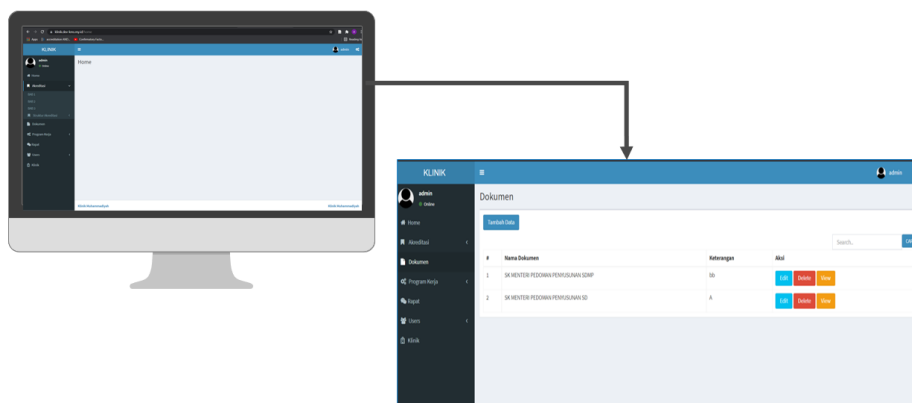 KLINIK
admin
admin
Online
Home
Home
Akreditasi
Dokumen
Program Kerja
Rapat
Users
Klinik
KLINIK
admin
admin
Online
Dokumen
Home
Tambah Data
Akreditasi
Search..
Dokumen
# Nama Dokumen Keterangan Aksi
Program Kerja
1 SK MENTERI PEDOMAN PENYUSUNAN SDMP Edit Delete View
Rapat
2 SK MENTERI PEDOMAN PENYUSUNAN SD A Edit Delete View
Users
Klinik